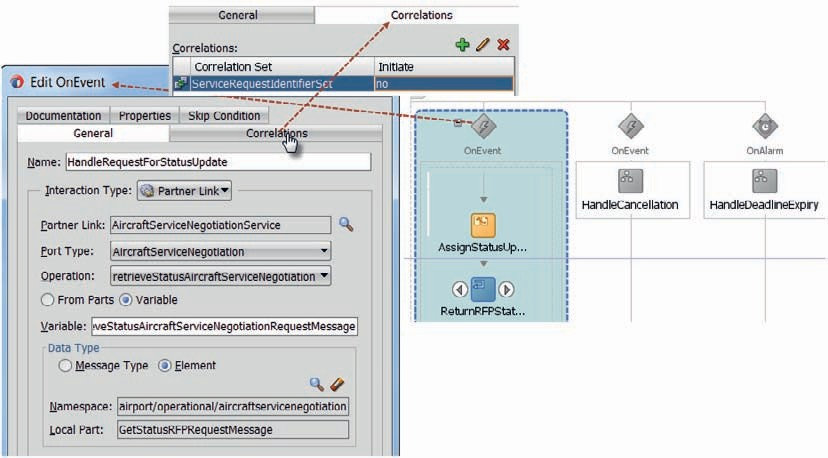 General Correlations
Correlations:
Correlation Set Initiate
ServiceRequestIdentifierSet no
Edit OnEvent
Documentation Properties Skip Condition
General Correlations
Name: HandleRequestForStatusUpdate
Interaction Type: Partner Link
Partner Link: AircraftServiceNegotiationService
Port Type: AircraftServiceNegotiation
Operation: retrieveStatusAircraftServiceNegotiation
From Parts Variable
Variable: eveStatusAircraftServiceNegotiationRequestMessage
Data Type
Message Type Element
Namespace: airport/operational/aircraftservicenegotiation
Local Part: GetStatusRFPRequestMessage
OnEvent OnEvent OnAlarm
HandleCancellation HandleDeadlineExpiry
AssignStatusUp...
ReturnRFPStat...